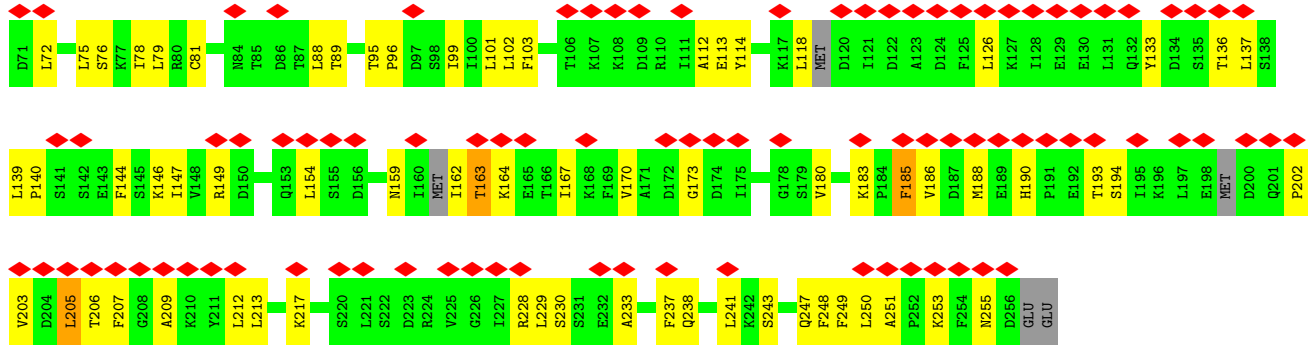 D71 L72 L75 S76 K77 I78 L79 R80 C81 N84 T85 D86 T87 L88 T89 T95 P96 D97 S98 I99 I100 L101 L102 F103 T106 K107 K108 D109 R110 I111 A112 E113 Y114 K117 L118 MET D120 I121 D122 A123 D124 F125 L126 K127 I128 E129 E130 L131 Q132 Y133 D134 S135 T136 L137 S138
L139 P140 S141 S142 E143 F144 S145 K146 I147 V148 R149 D150 Q153 L154 S155 D156 N159 I160 MET I162 T163 K164 E165 T166 I167 K168 F169 V170 A171 D172 G173 D174 I175 G178 S179 V180 K183 P184 F185 V186 D187 M188 E189 H190 P191 E192 T193 S194 I195 K196 L197 E198 MET D200 Q201 P202
V203 D204 L205 T206 F207 G208 A209 K210 Y211 L212 L213 K217 S220 L221 S222 D223 R224 V225 G226 I227 R228 L229 S230 S231 E232 A233 F237 Q238 L241 K242 S243 Q247 F248 F249 L250 A251 P252 K253 F254 N255 D256 GLU GLU